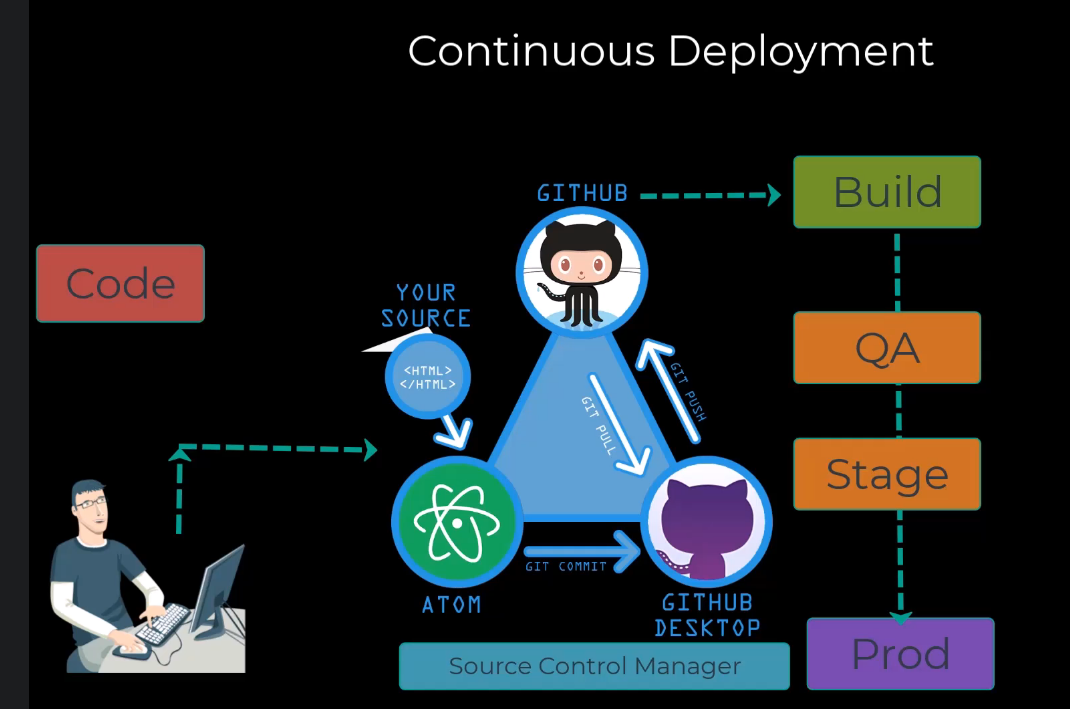 Continuous Deployment
GITHUB
Build
Code
YOUR
SOURCE
<HTML>
</HTML>
GIT PULL
GIT PUSH
QA
Stage
GIT COMMIT
ATOM
GITHUB
DESKTOP
Source Control Manager
Prod